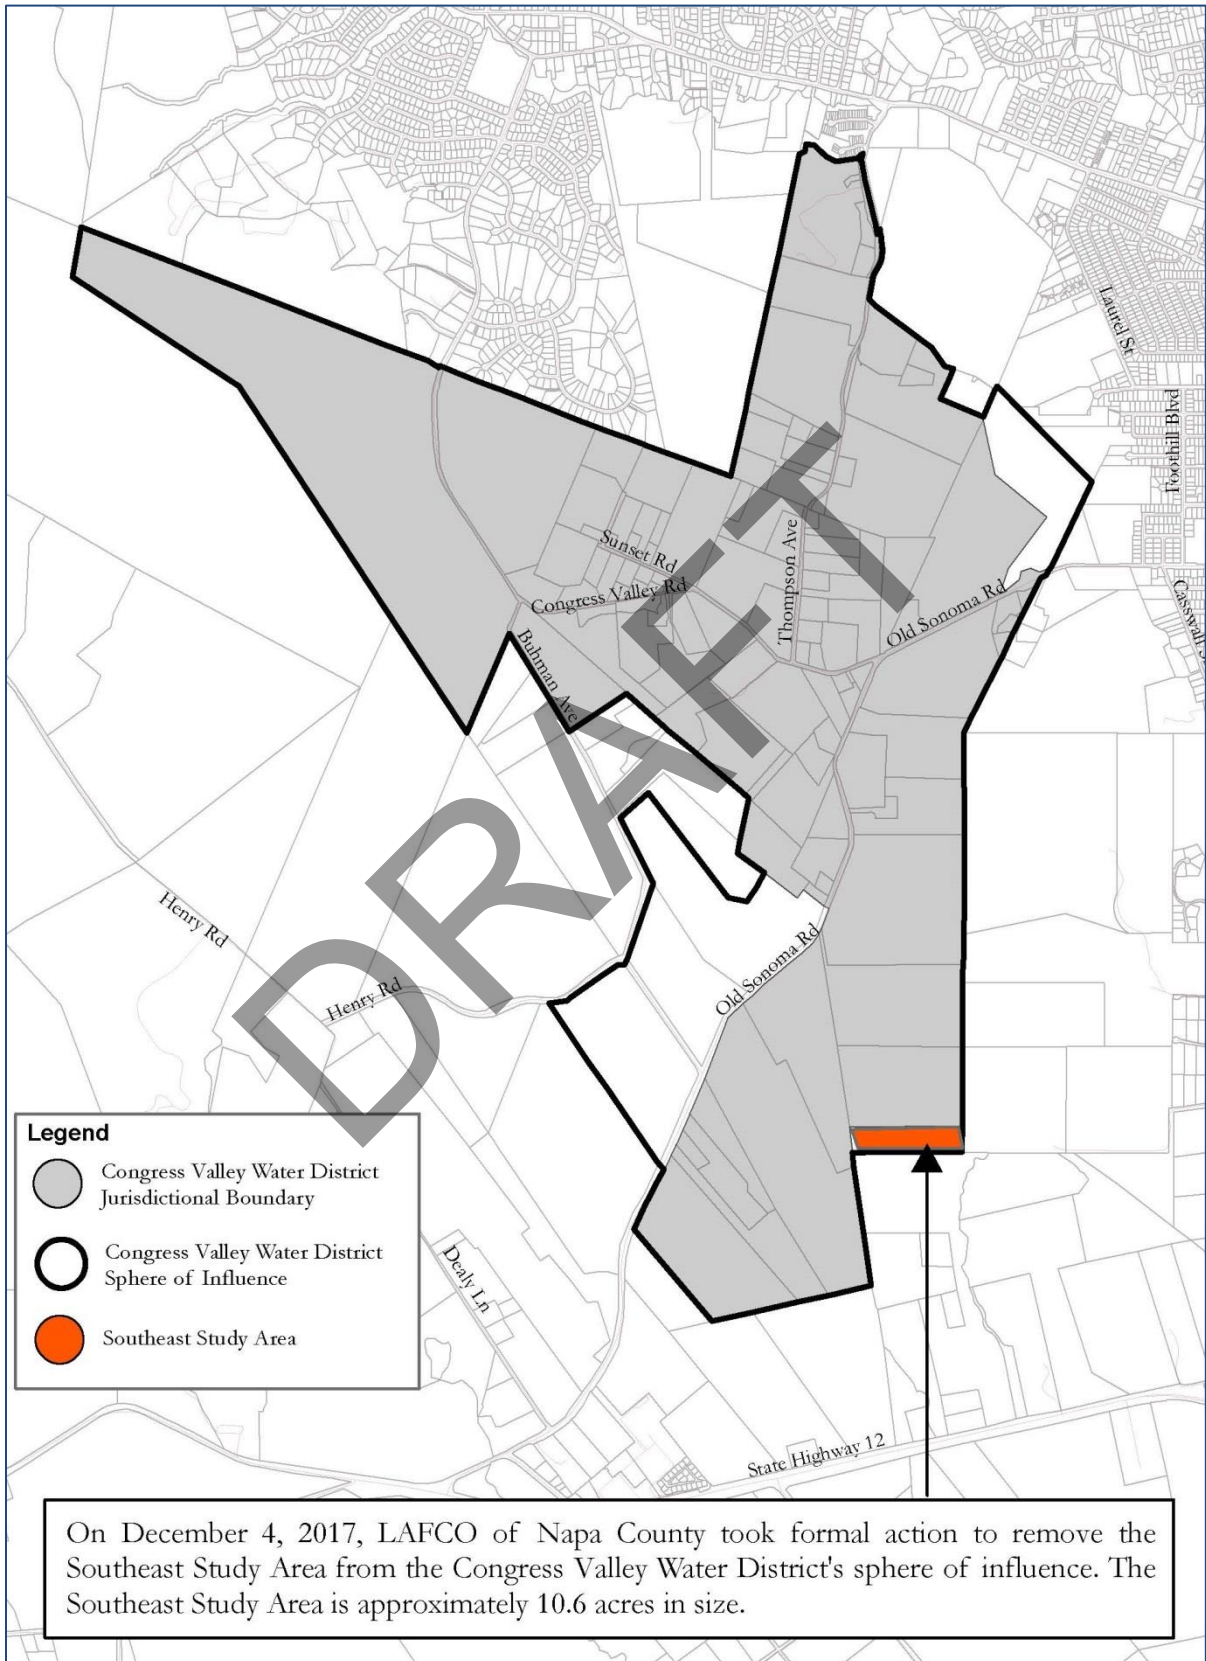 Laurel St
Foothill Blvd
Sunset Rd
Thompson Ave
Congress Valley Rd
Old Sonoma Rd
Buhman Ave
Henry Rd
Henry Rd
Old Sonoma Rd
DRAFT
Legend
Congress Valley Water District
Jurisdictional Boundary
Congress Valley Water District
Sphere of Influence
Southeast Study Area
Dealy Ln
State Highway 12
On December 4, 2017, LAFCO of Napa County took formal action to remove the
Southeast Study Area from the Congress Valley Water District's sphere of influence. The
Southeast Study Area is approximately 10.6 acres in size.